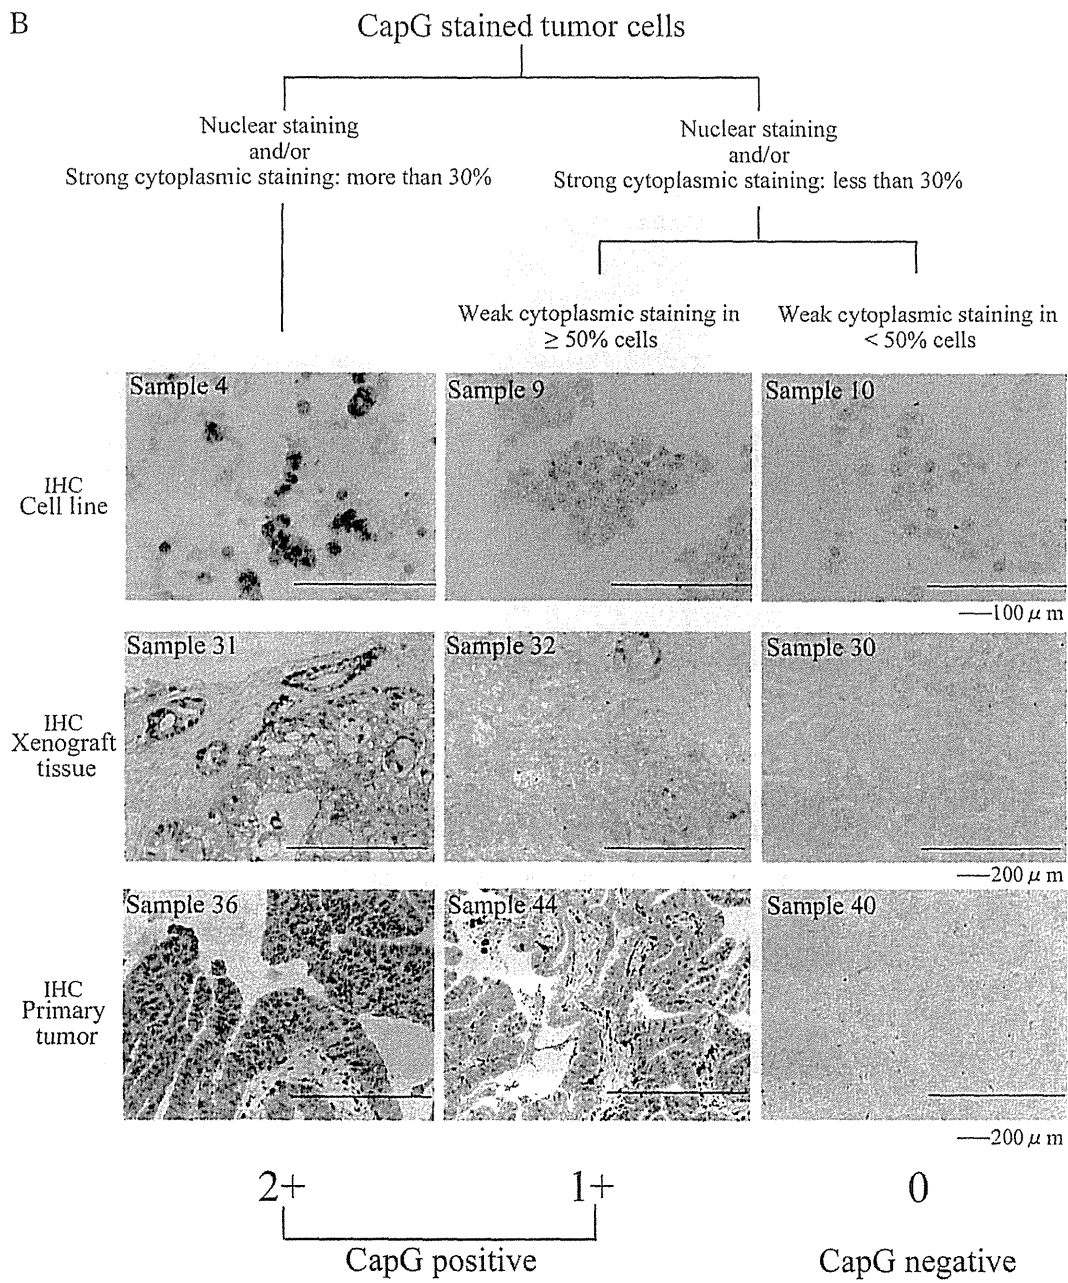 B
CapG stained tumor cells
Nuclear staining
and/or
Strong cytoplasmic staining: more than 30%
Nuclear staining
and/or
Strong cytoplasmic staining: less than 30%
Weak cytoplasmic staining in
≥ 50% cells
Weak cytoplasmic staining in
< 50% cells
IHC
Cell line
Sample 4
Sample 9
Sample 10
—100 μ m
IHC
Xenograft
tissue
Sample 31
Sample 32
Sample 30
—200 μ m
IHC
Primary
tumor
Sample 36
Sample 44
Sample 40
—200 μ m
2+
1+
0
CapG positive
CapG negative